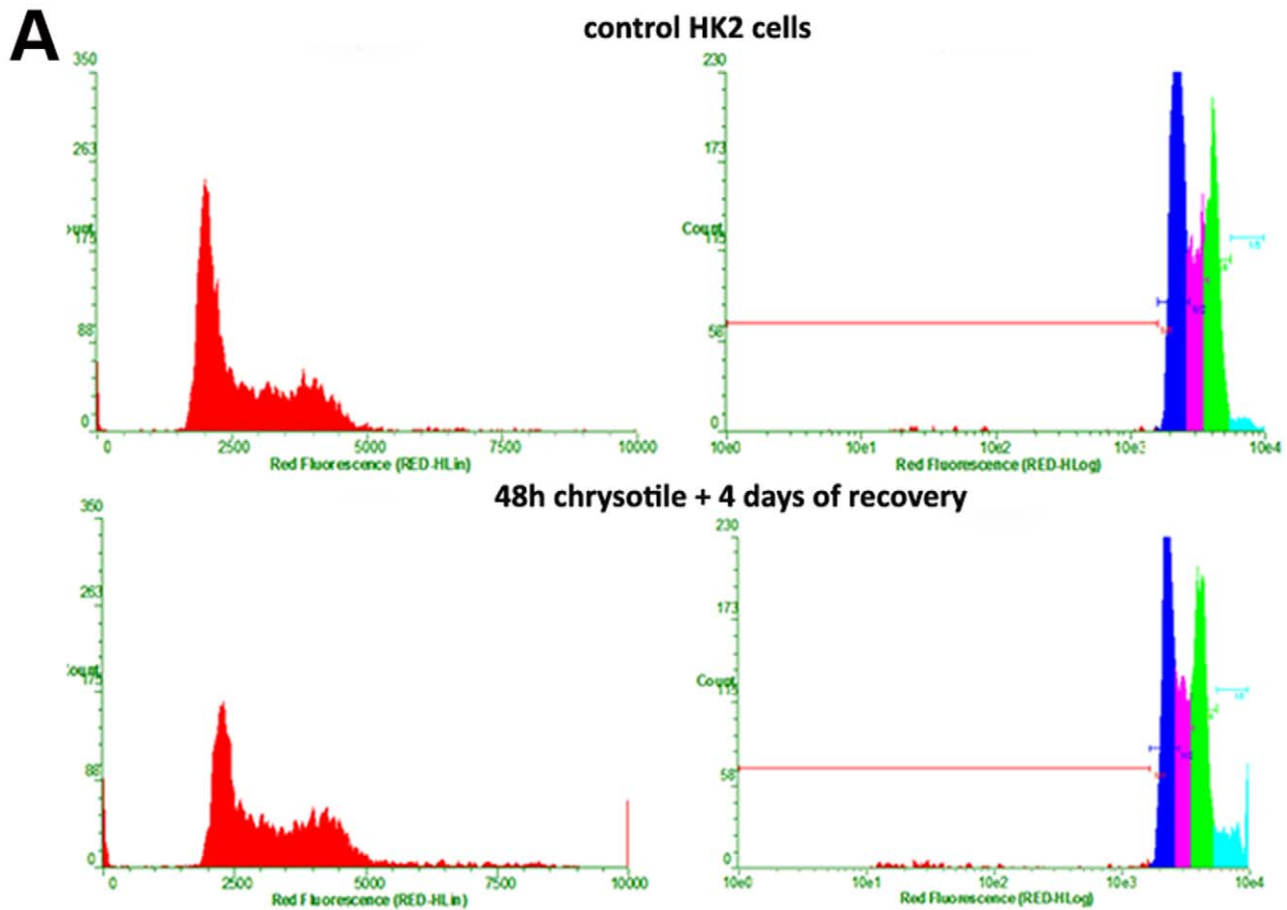 A
control HK2 cells
350
263
175
88
0
0 2500 5000 7500 10000
Red Fluorescence (RED-HLin)
230
173
Count
115
58
0
10e0 10e1 10e2 10e3 10e4
Red Fluorescence (RED-HLog)
48h chrysotile + 4 days of recovery
350
263
Count
175
88
0
0 2500 5000 7500 10000
Red Fluorescence (RED-HLin)
230
173
Count
115
58
0
10e0 10e1 10e2 10e3 10e4
Red Fluorescence (RED-HLog)